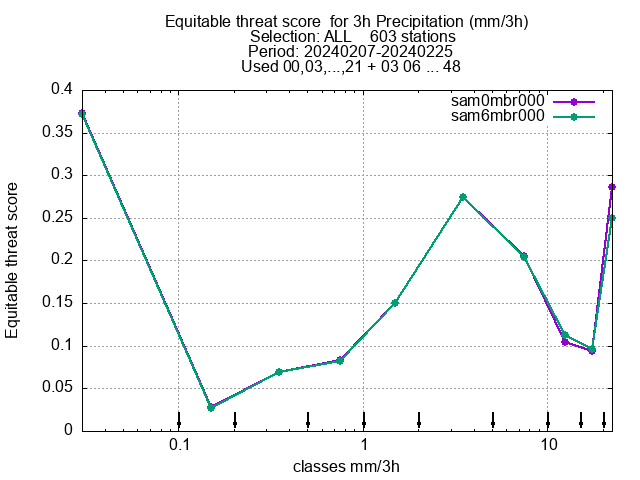 Equitable threat score  for 3h Precipitation (mm/3h)
Selection: ALL    603 stations
Period: 20240207-20240225
Used 00,03,...,21 + 03 06 ... 48
sam0mbr000
sam6mbr000
0.4
0.35
0.3
0.25
0.2
0.15
0.1
0.05
0
Equitable threat score
0.1
1
10
classes mm/3h